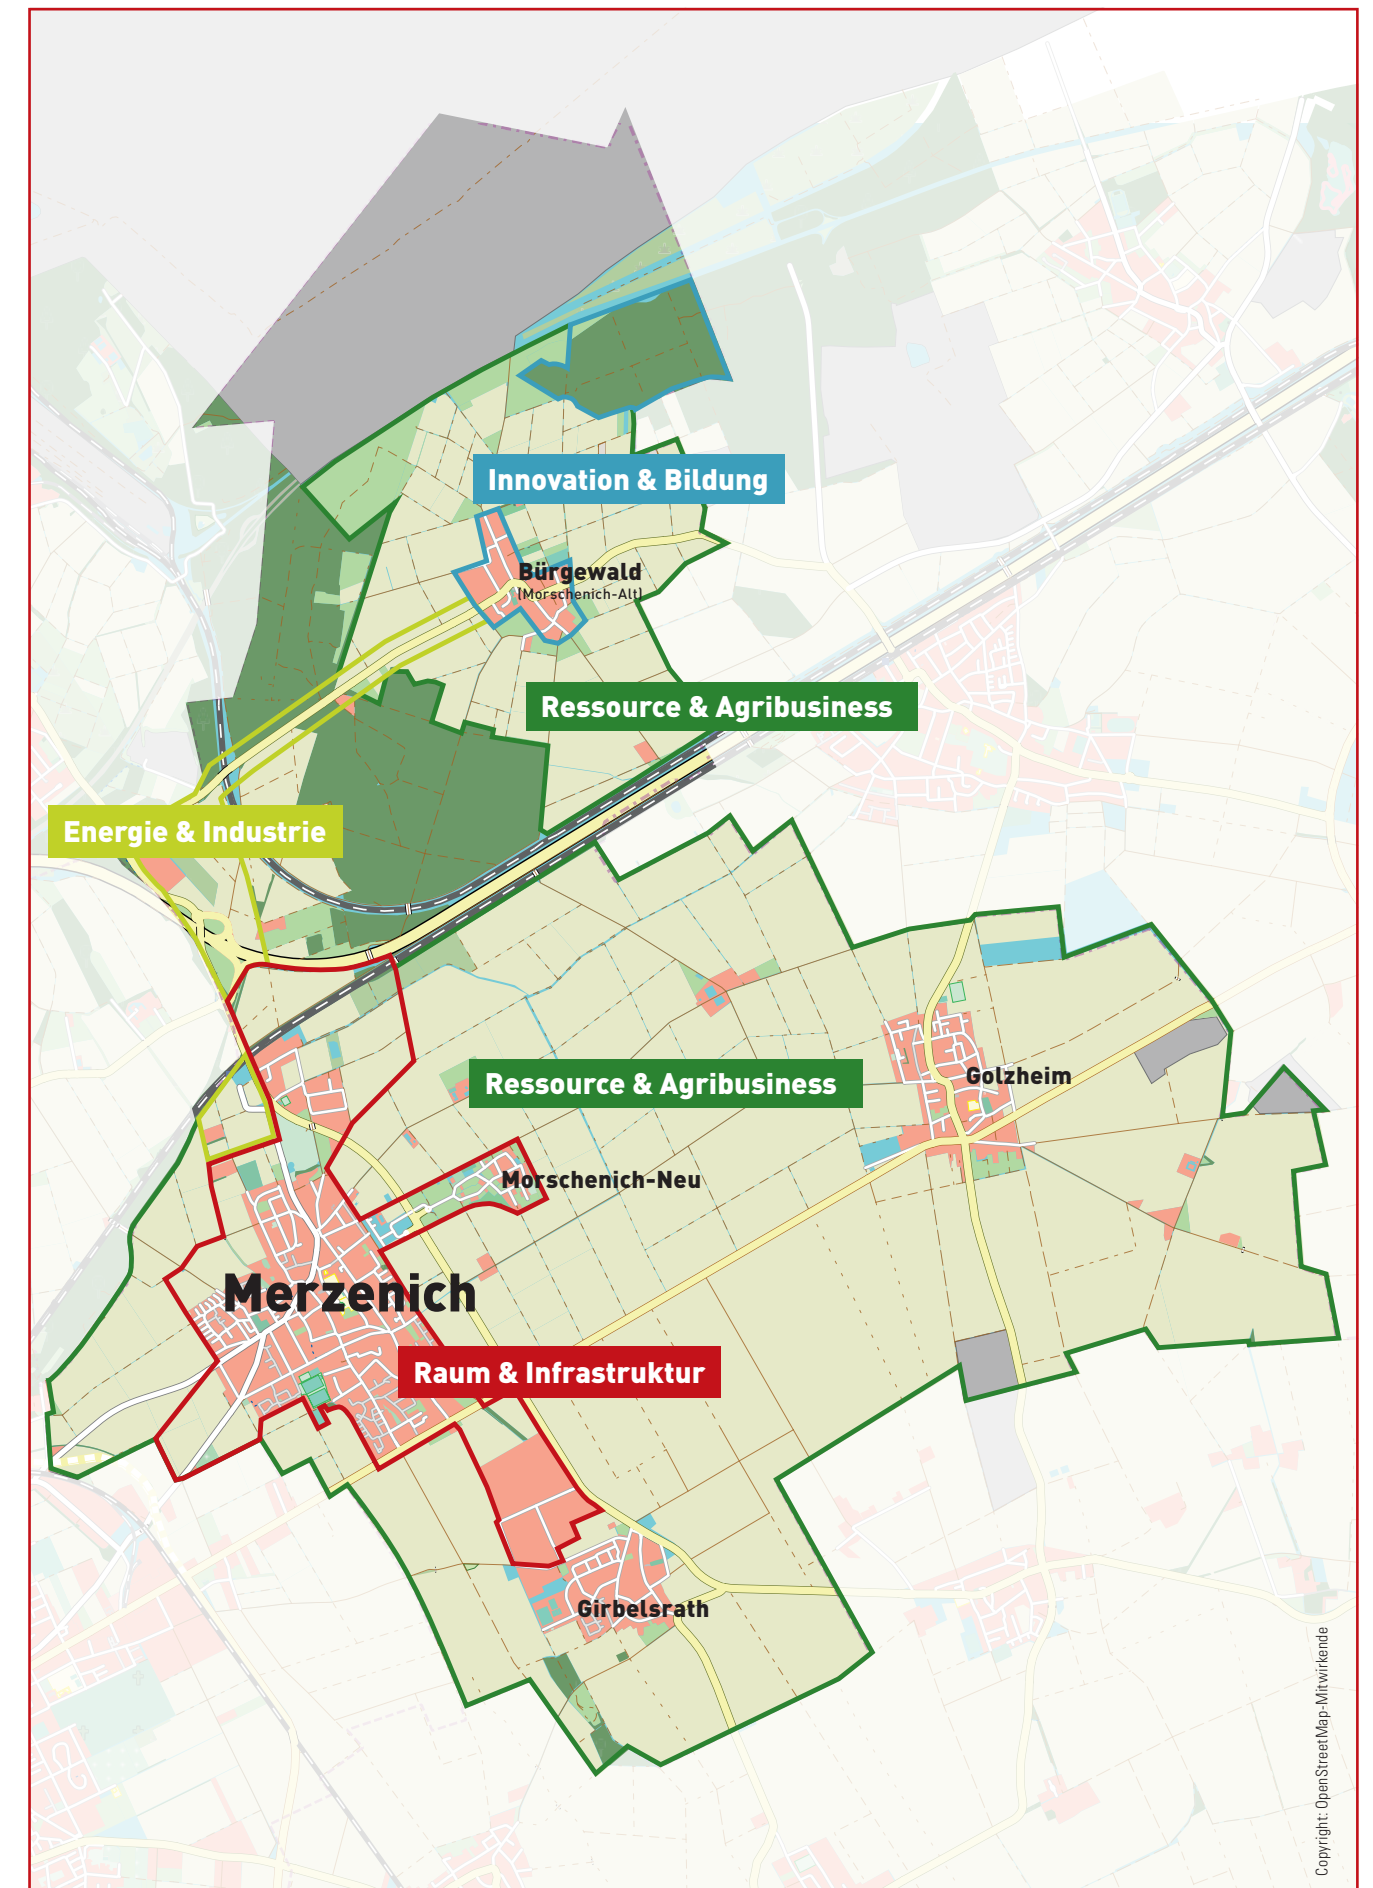 Innovation & Bildung
Bürgewald
(Morschenich-Alt)
Ressource & Agribusiness
Energie & Industrie
Ressource & Agribusiness
Golzheim
Morschenich-Neu
Merzenich
Raum & Infrastruktur
Girbelsrath
Copyright: OpenStreetMap-Mitwirkende